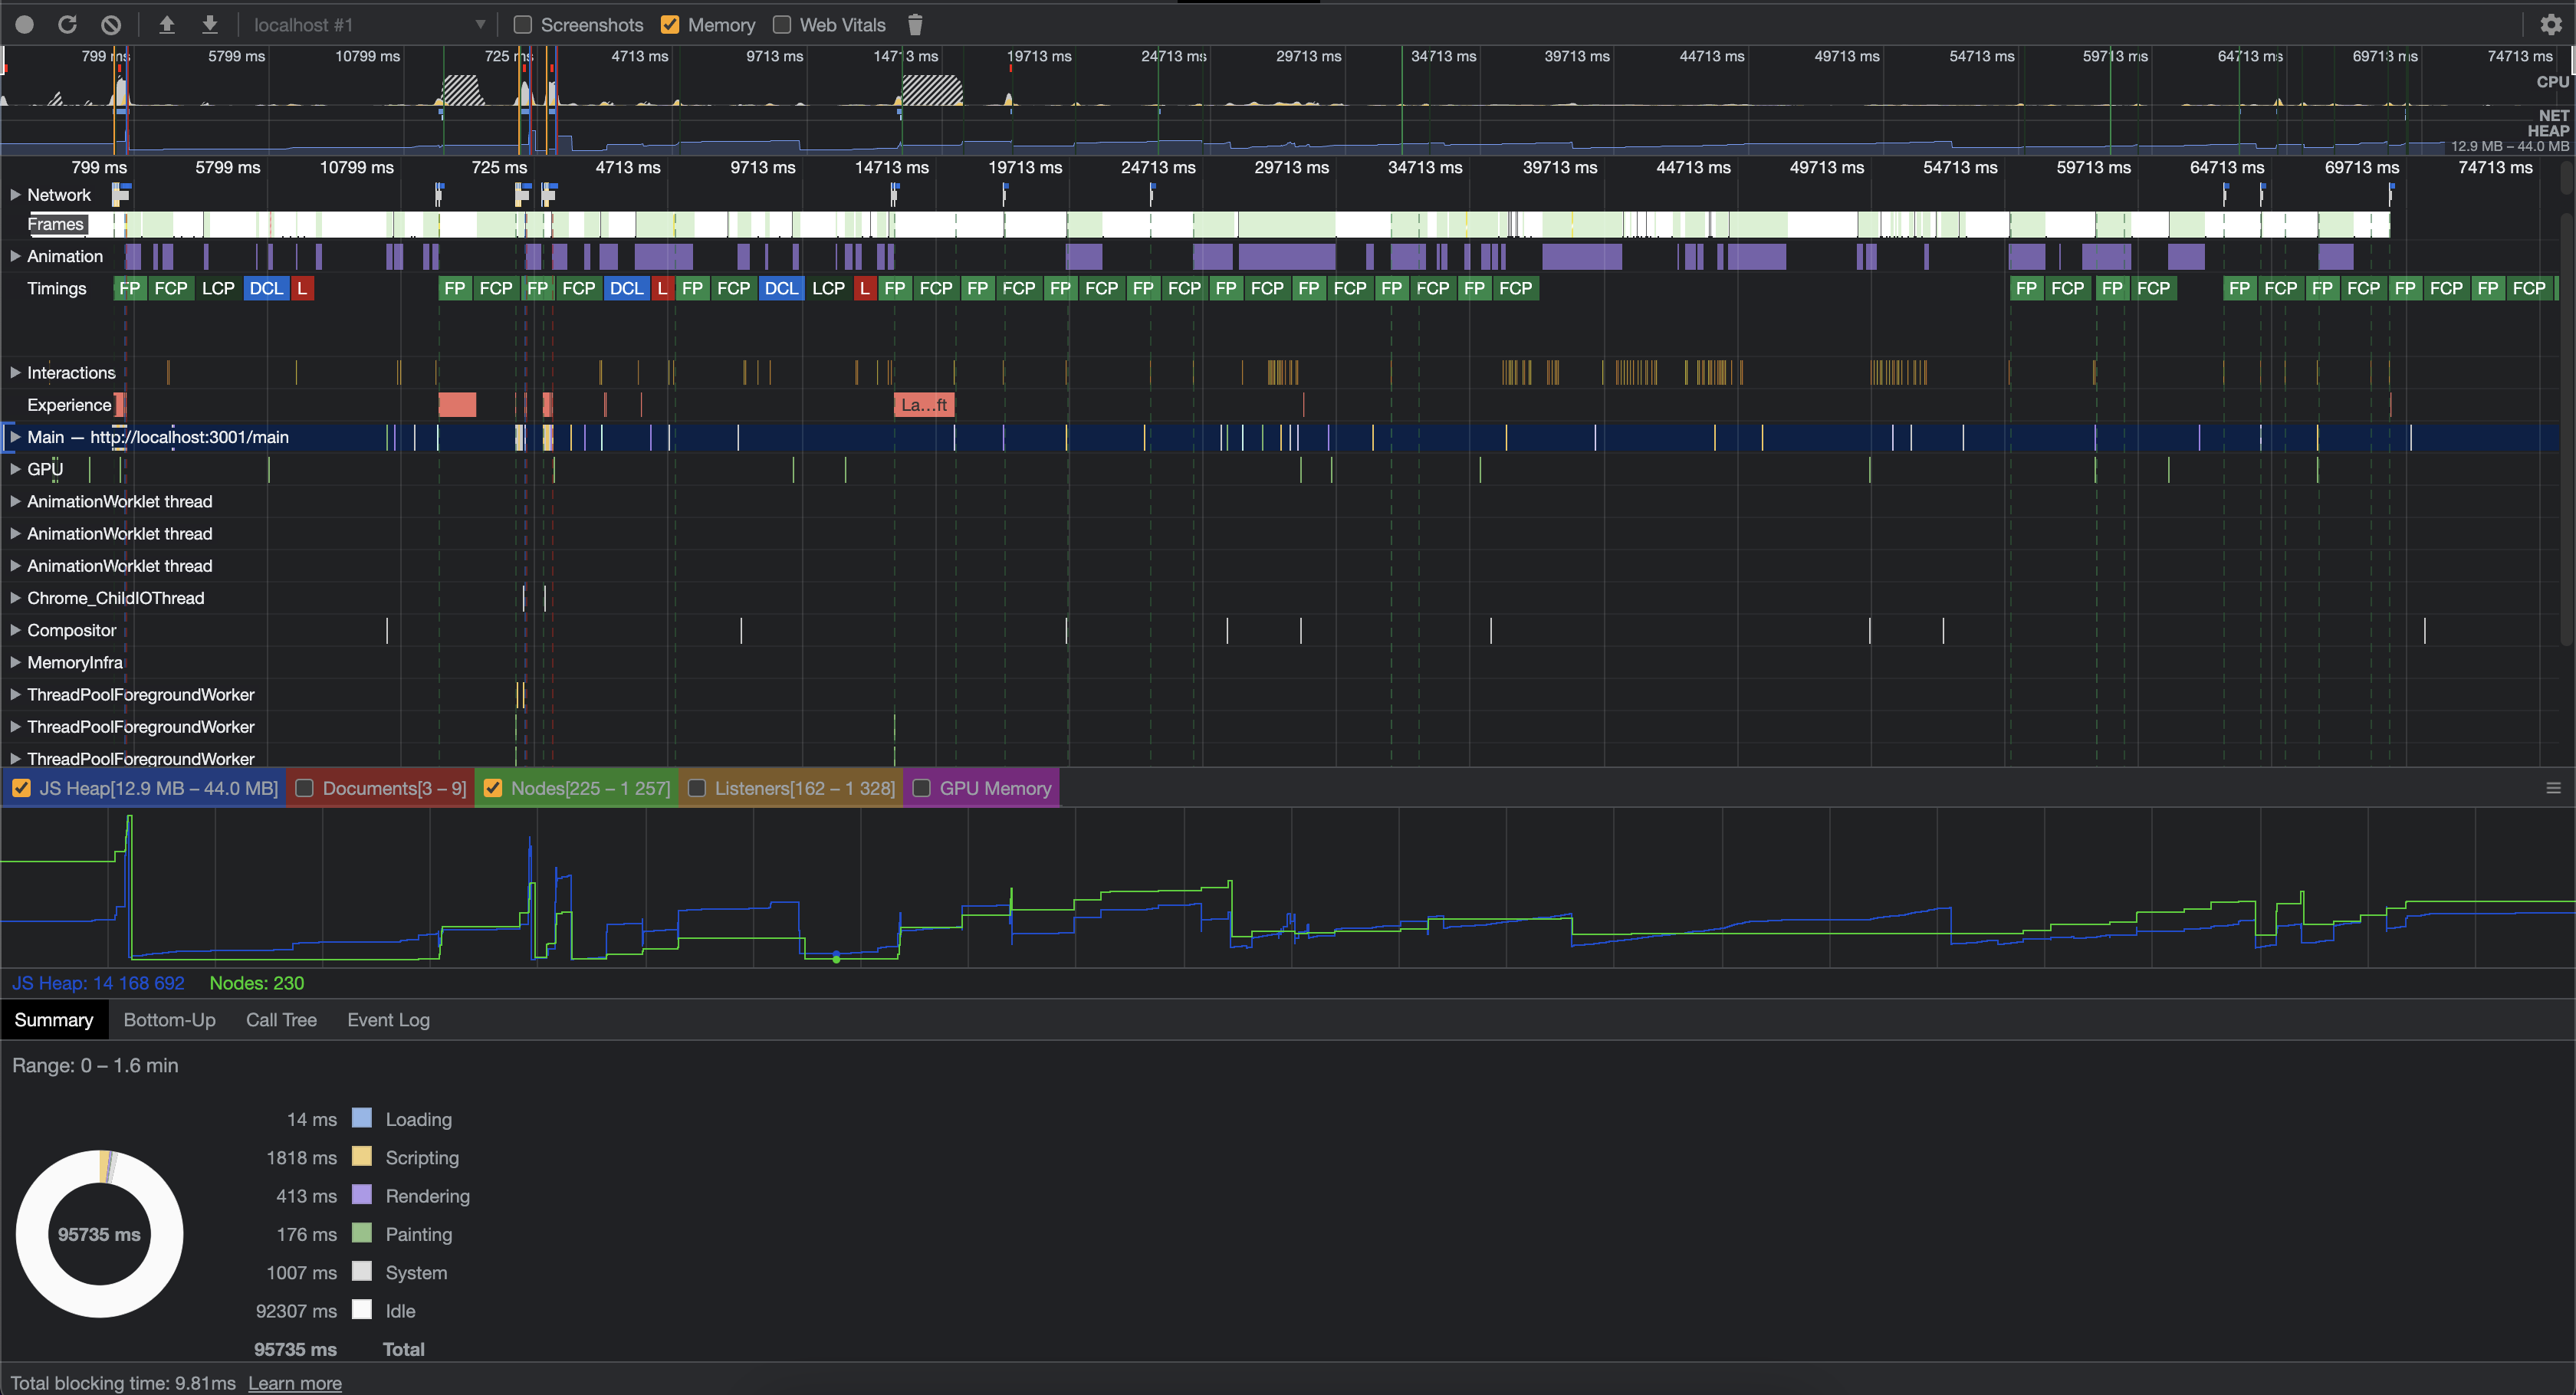 localhost #1 Screenshots Memory Web Vitals
799 ms 5799 ms 10799 ms 725 ms 4713 ms 9713 ms 14713 ms 19713 ms 24713 ms 29713 ms 34713 ms 39713 ms 44713 ms 49713 ms 54713 ms 59713 ms 64713 ms 69713 ms 74713 ms
CPU
NET
HEAP
12.9 MB – 44.0 MB
799 ms 5799 ms 10799 ms 725 ms 4713 ms 9713 ms 14713 ms 19713 ms 24713 ms 29713 ms 34713 ms 39713 ms 44713 ms 49713 ms 54713 ms 59713 ms 64713 ms 69713 ms 74713 ms
Network
Frames
Animation
Timings FP FCP LCP DCL L FP FCP FP FCP DCL L FP FCP DCL LCP L FP FCP FP FCP FP FCP FP FCP FP FCP FP FCP FP FCP FP FCP FP FCP FP FCP FP FCP FP FCP FP FCP FP FCP
Interactions
Experience La...ft
Main — http://localhost:3001/main
GPU
AnimationWorklet thread
AnimationWorklet thread
AnimationWorklet thread
Chrome_ChildIOThread
Compositor
MemoryInfra
ThreadPoolForegroundWorker
ThreadPoolForegroundWorker
ThreadPoolForegroundWorker
JS Heap[12.9 MB – 44.0 MB] Documents[3 – 9] Nodes[225 – 1 257] Listeners[162 – 1 328] GPU Memory
JS Heap: 14 168 692 Nodes: 230
Summary Bottom-Up Call Tree Event Log
Range: 0 – 1.6 min
14 ms Loading
1818 ms Scripting
413 ms Rendering
95735 ms 176 ms Painting
1007 ms System
92307 ms Idle
95735 ms Total
Total blocking time: 9.81ms Learn more